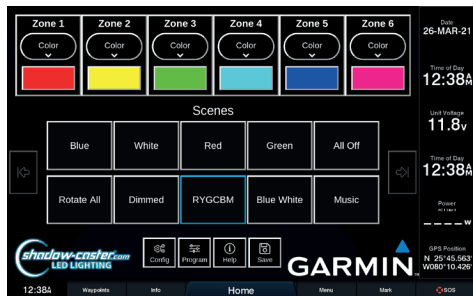 Zone 1 Zone 2 Zone 3 Zone 4 Zone 5 Zone 6
Color Color Color Color Color Color
Scenes
Blue White Red Green All Off
Rotate All Dimmed RYGCBM Blue White Music
Config Program Help Save
shadow-caster.com
LED LIGHTING
GARMIN
Date
26-MAR-21
Time of Day
12:38AM
Unit Voltage
11.8v
Time of Day
12:38AM
Power
_ _ _ _ w
GPS Position
N 25°45.563'
W080°10.426'
12:38A Waypoints Info Home Menu Mark SOS